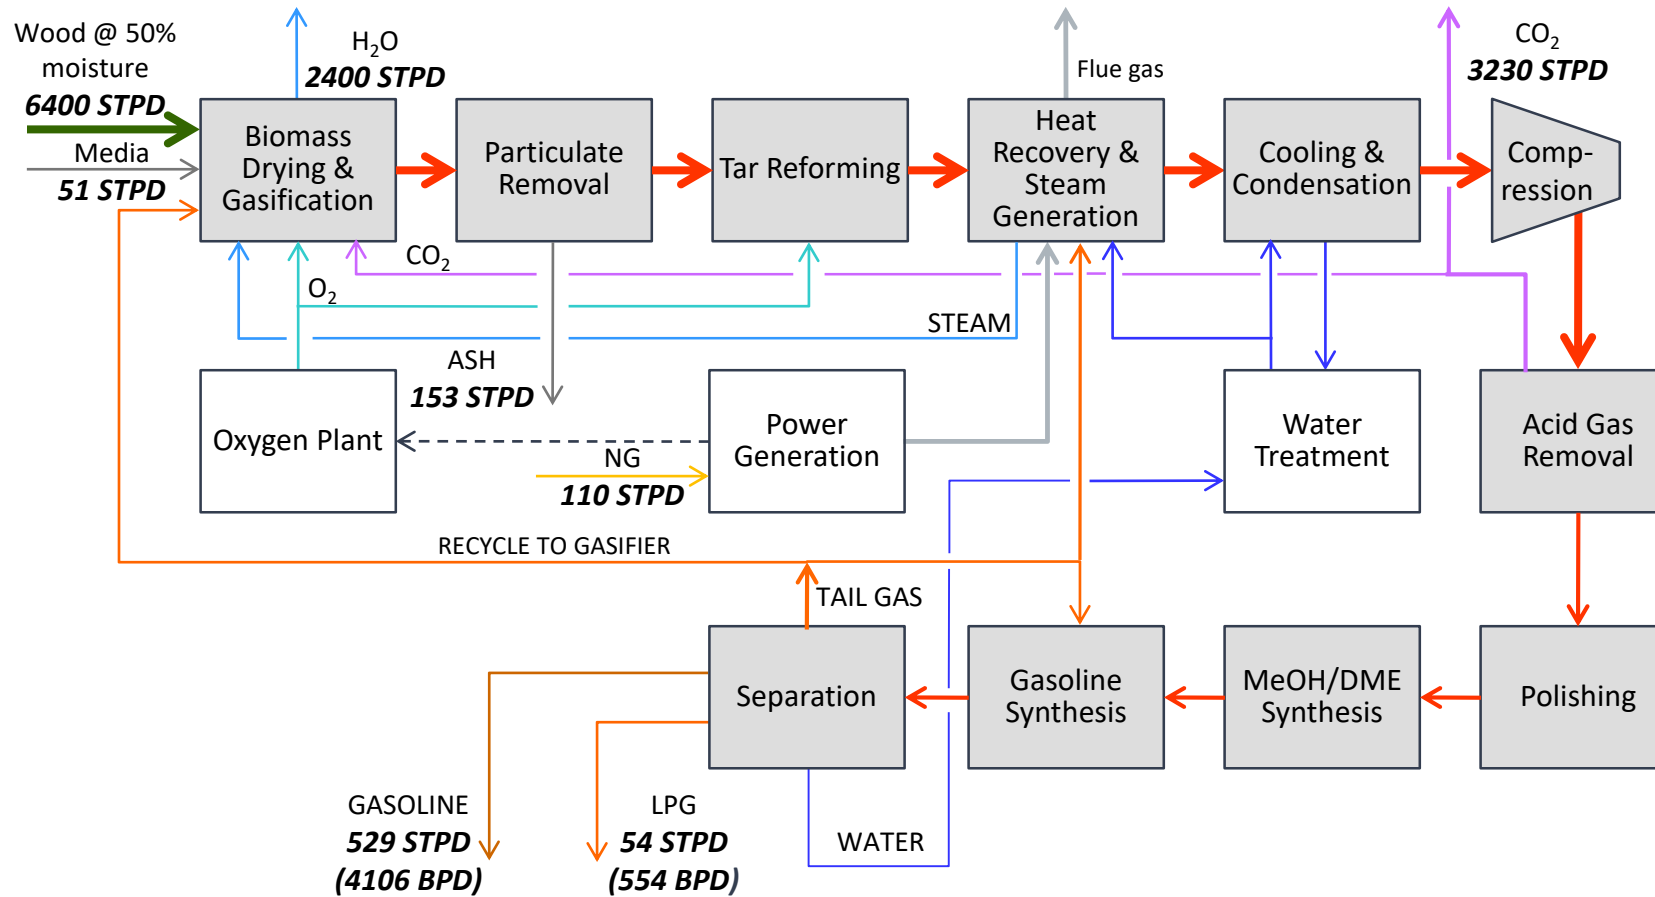 Wood @ 50%
moisture
6400 STPD
Media
51 STPD
H₂O
2400 STPD
Flue gas
CO₂
3230 STPD
Biomass
Drying &
Gasification
Particulate
Removal
Tar Reforming
Heat
Recovery &
Steam
Generation
Cooling &
Condensation
Comp-
ression
CO₂
O₂
STEAM
ASH
153 STPD
Oxygen Plant
NG
110 STPD
Power
Generation
Water
Treatment
Acid Gas
Removal
RECYCLE TO GASIFIER
TAIL GAS
Separation
Gasoline
Synthesis
MeOH/DME
Synthesis
Polishing
GASOLINE
529 STPD
(4106 BPD)
LPG
54 STPD
(554 BPD)
WATER